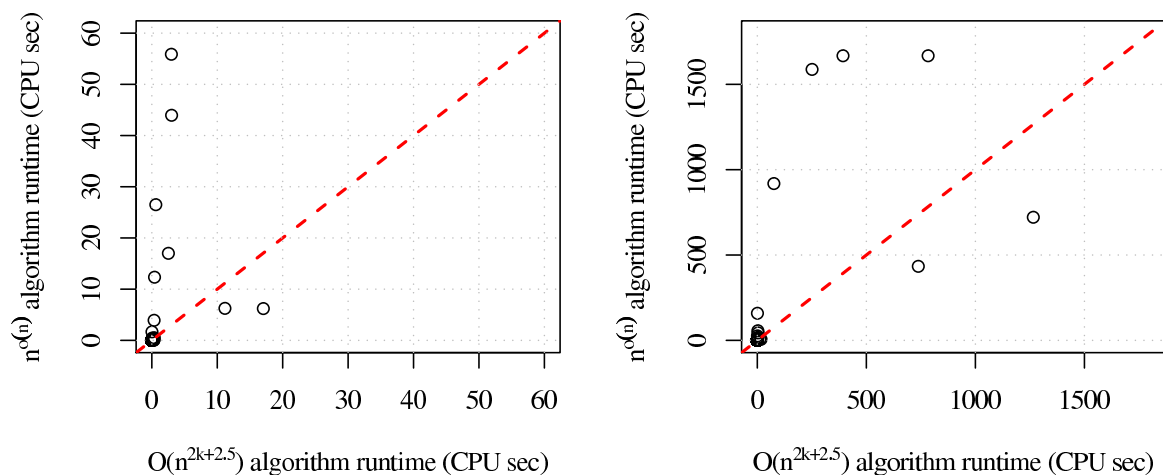 n^o(n) algorithm runtime (CPU sec)
60
50
40
30
20
10
0
0 10 20 30 40 50 60
O(n^{2k+2.5}) algorithm runtime (CPU sec)
n^o(n) algorithm runtime (CPU sec)
1500
1000
500
0
0 500 1000 1500
O(n^{2k+2.5}) algorithm runtime (CPU sec)